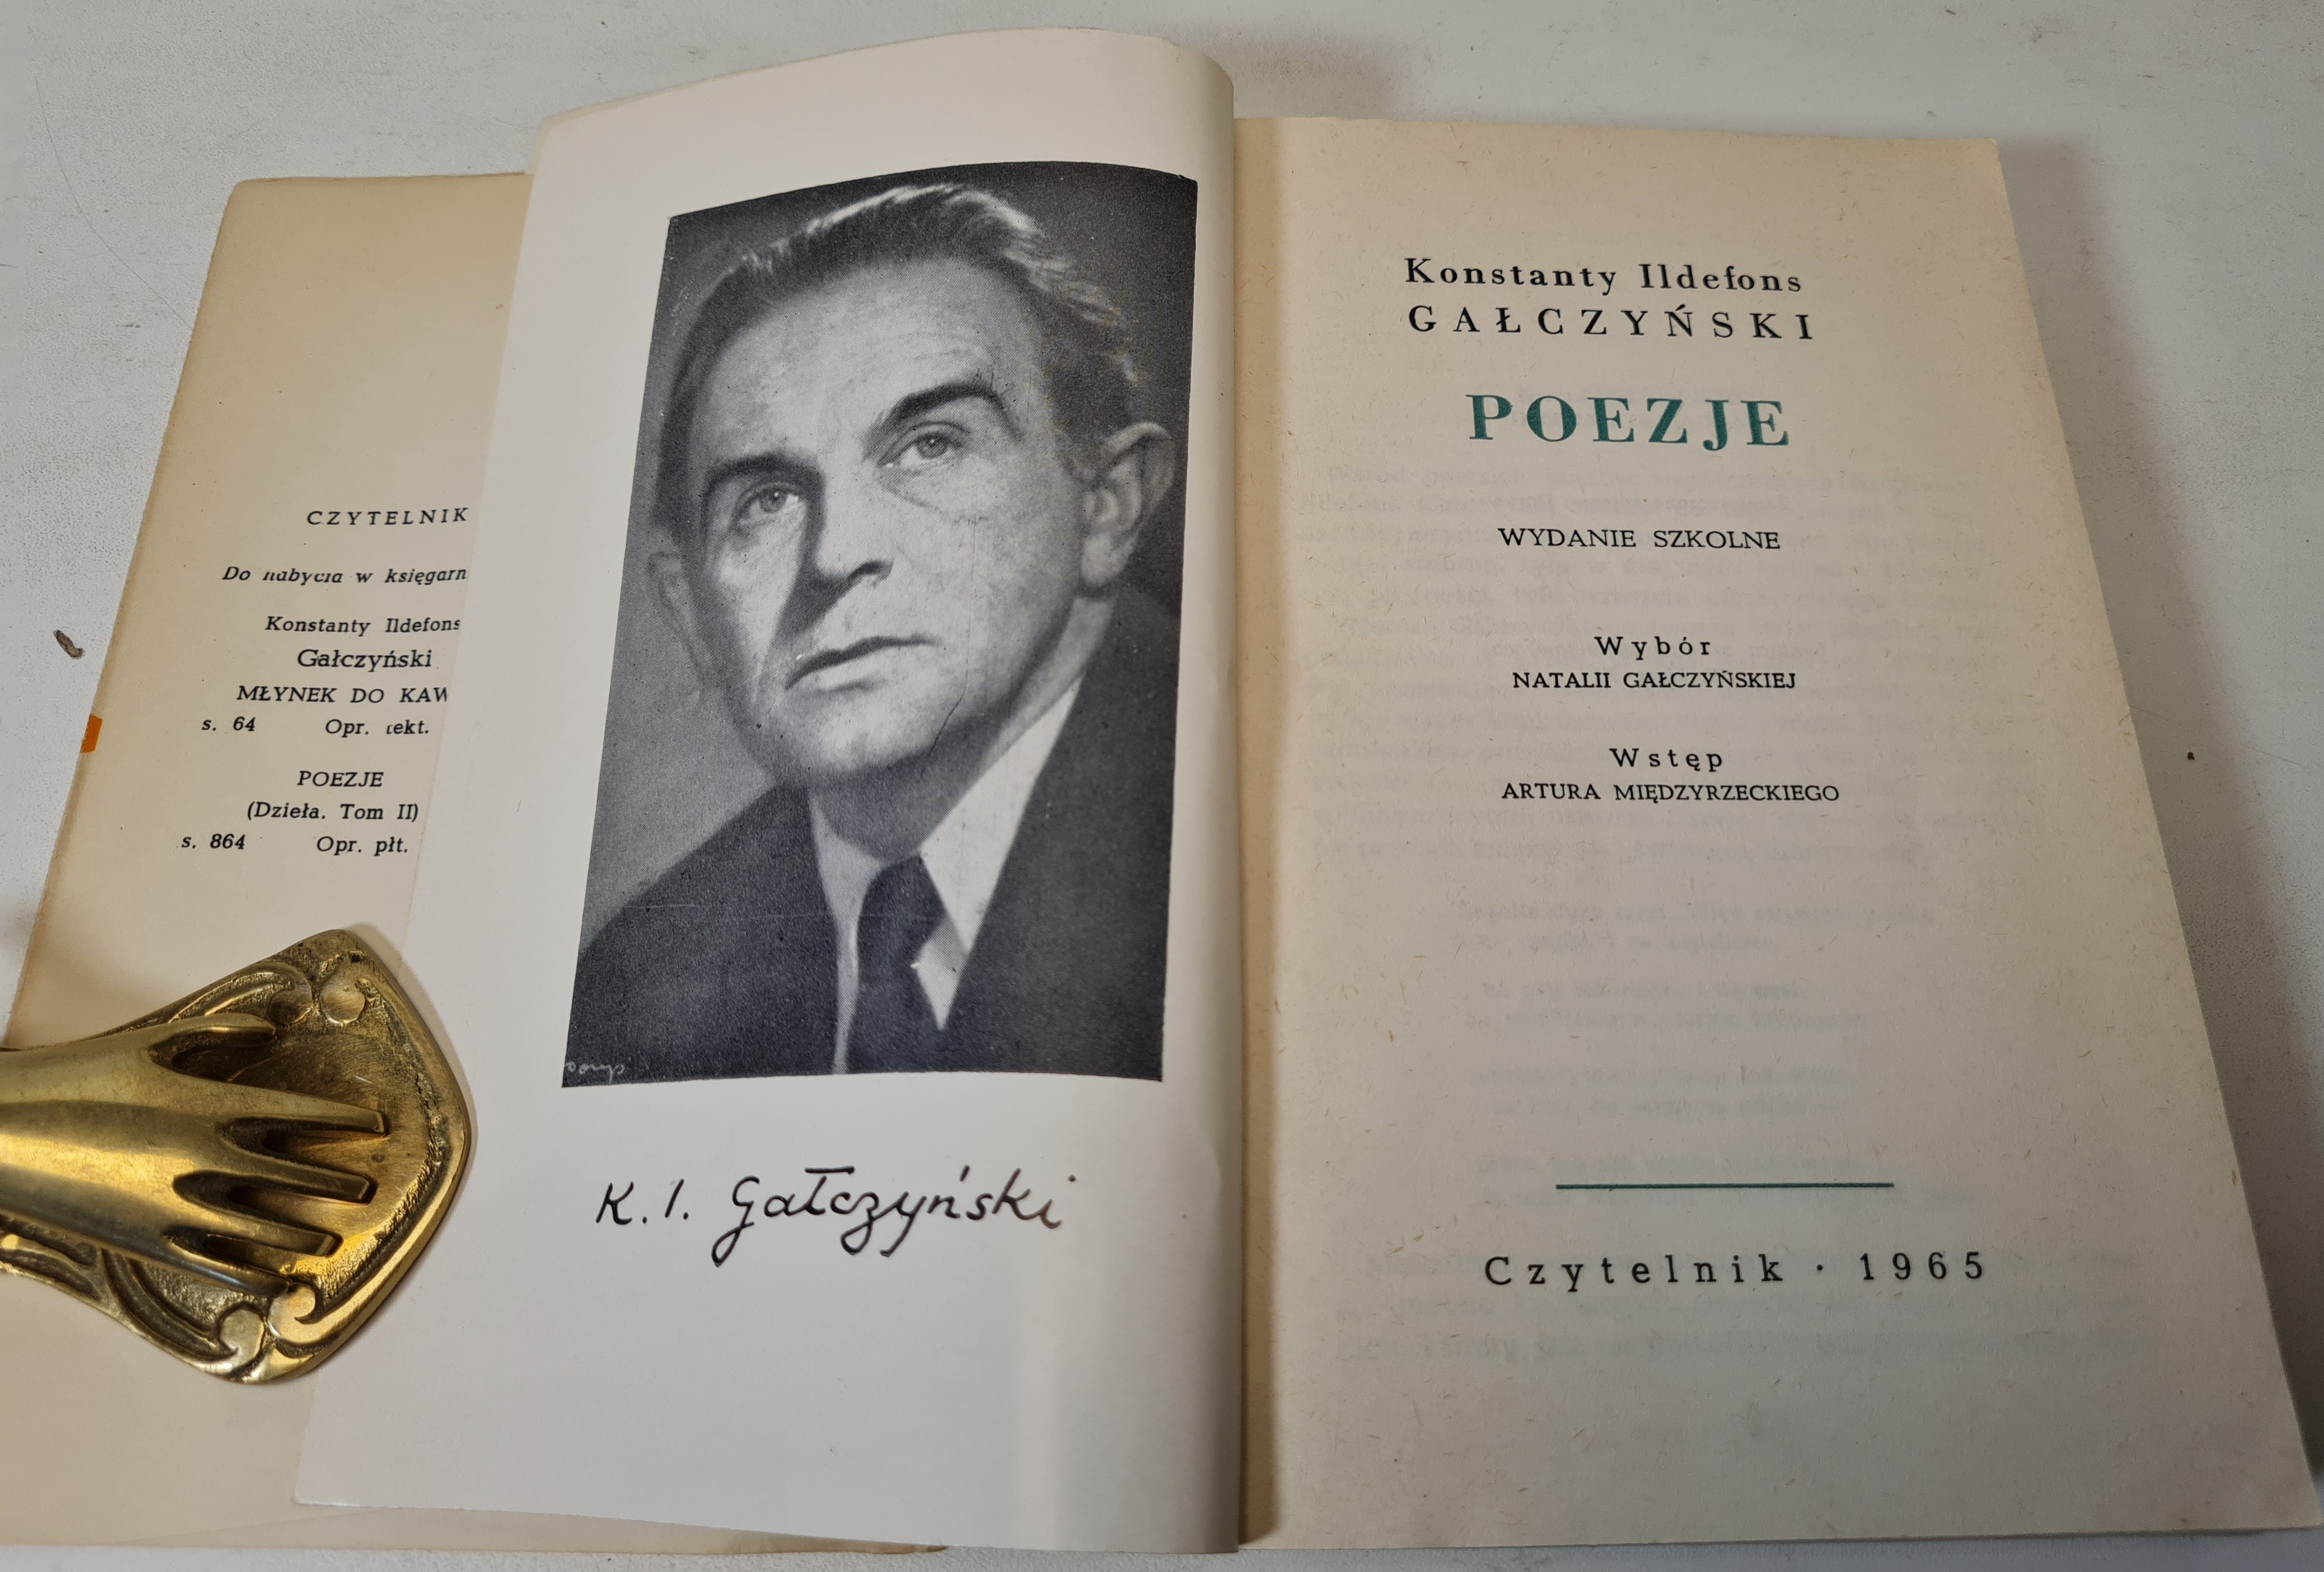 CZYTELNIK
Do nabycia w księgarn
Konstanty Ildefons
Gałczyński
MŁYNEK DO KAW
s. 64 Opr. tekt.
POEZJE
(Dzieła. Tom II)
s. 864 Opr. płt.
K. I. Gałczyński
Konstanty Ildefons
GAŁCZYŃSKI
POEZJE
WYDANIE SZKOLNE
Wybór
NATALII GAŁCZYŃSKIEJ
Wstęp
ARTURA MIĘDZYRZECKIEGO
Czytelnik · 1965